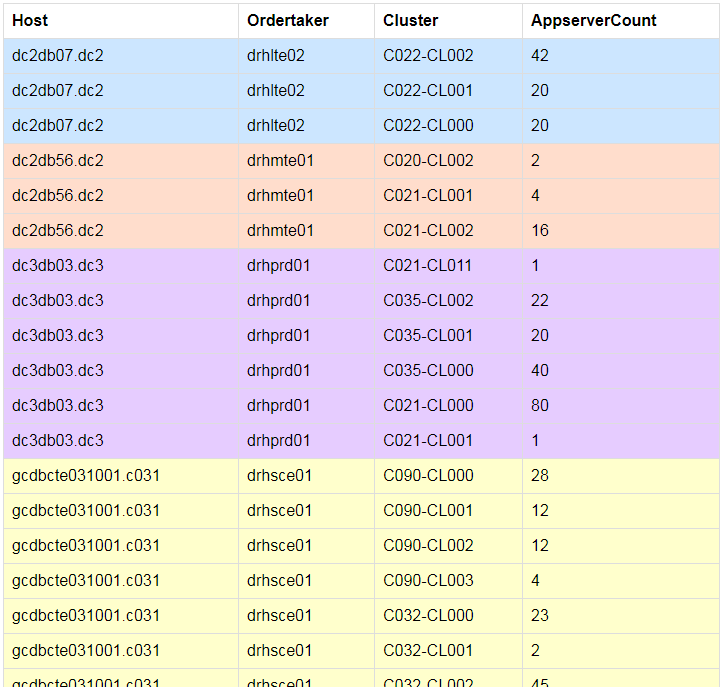 Host Ordertaker Cluster AppserverCount
dc2db07.dc2 drhlte02 C022-CL002 42
dc2db07.dc2 drhlte02 C022-CL001 20
dc2db07.dc2 drhlte02 C022-CL000 20
dc2db56.dc2 drhmte01 C020-CL002 2
dc2db56.dc2 drhmte01 C021-CL001 4
dc2db56.dc2 drhmte01 C021-CL002 16
dc3db03.dc3 drhprd01 C021-CL011 1
dc3db03.dc3 drhprd01 C035-CL002 22
dc3db03.dc3 drhprd01 C035-CL001 20
dc3db03.dc3 drhprd01 C035-CL000 40
dc3db03.dc3 drhprd01 C021-CL000 80
dc3db03.dc3 drhprd01 C021-CL001 1
gcdbcte031001.c031 drhsce01 C090-CL000 28
gcdbcte031001.c031 drhsce01 C090-CL001 12
gcdbcte031001.c031 drhsce01 C090-CL002 12
gcdbcte031001.c031 drhsce01 C090-CL003 4
gcdbcte031001.c031 drhsce01 C032-CL000 23
gcdbcte031001.c031 drhsce01 C032-CL001 2
gcdbcte031001.c031 drhsce01 C032-CL002 45